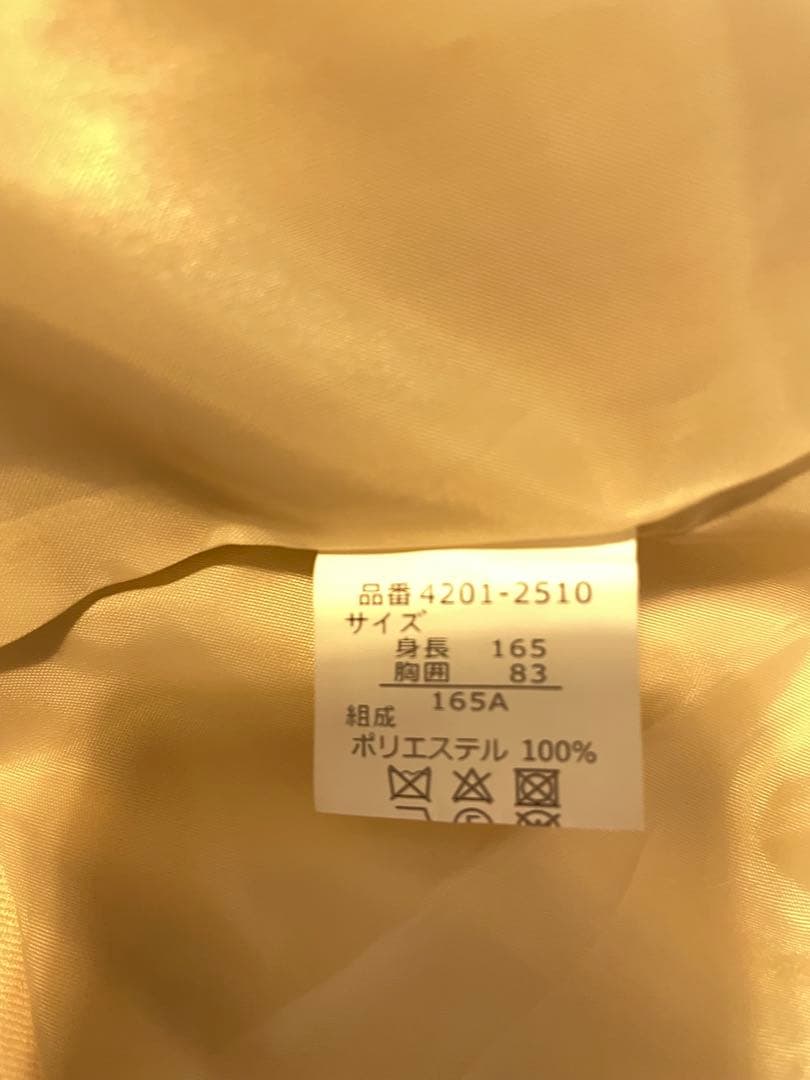 品番 4201-2510
サイズ
身長 165
胸囲 83
165A
組成
ポリエステル 100%